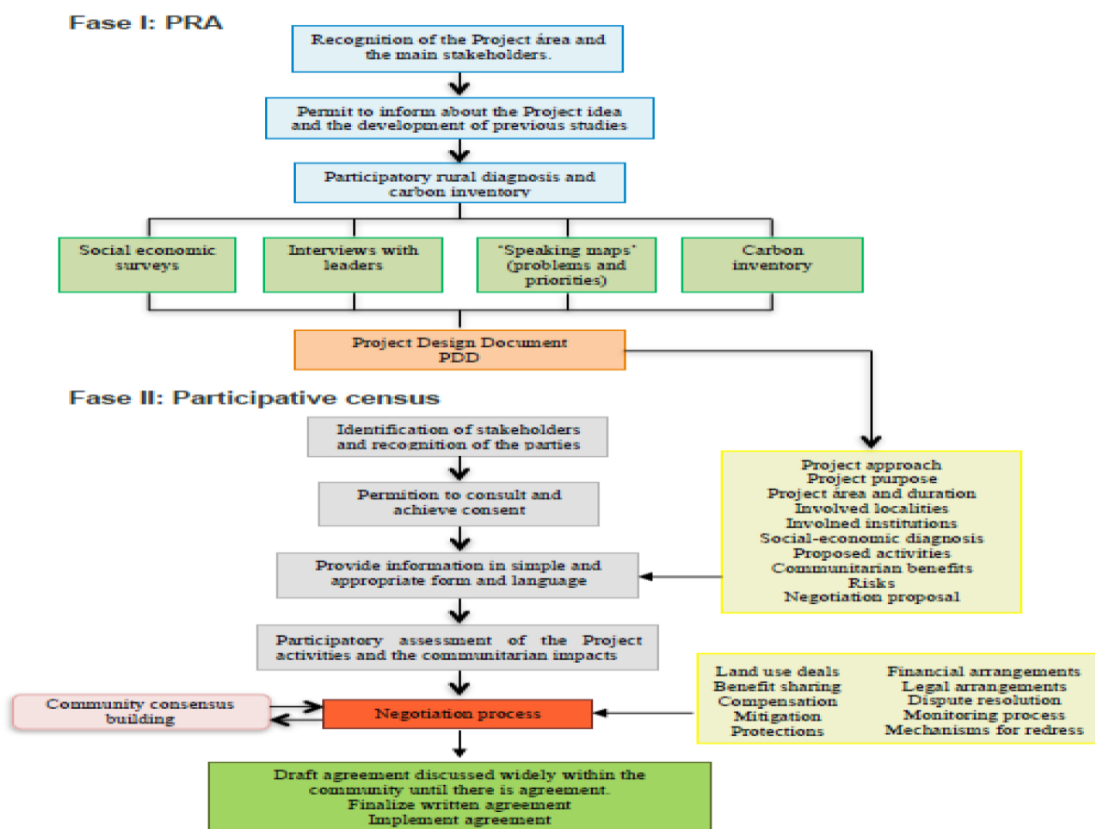 Fase I: PRA
Recognition of the Project área and
the main stakeholders.
Permit to inform about the Project idea
and the development of previous studies
Participatory rural diagnosis and
carbon inventory
Social economic
surveys
Interviews with
leaders
"Speaking maps'
(problems and
priorities)
Carbon
inventory
Project Design Document
PDD
Fase II: Participative census
Identification of stakeholders
and recognition of the parties
Permition to consult and
achieve consent
Provide information in simple and
appropriate form and language
Participatory assessment of the Project
activities and the communitarian impacts
Project approach
Project purpose
Project área and duration
Involved localities
Involned institutions
Social-economic diagnosis
Proposed activities
Communitarian benefits
Risks
Negotiation proposal
Community consensus
building
Negotiation process
Land use deals
Benefit sharing
Compensation
Mitigation
Protections
Financial arrangements
Legal arrangements
Dispute resolution
Monitoring process
Mechanisms for redress
Draft agreement discussed widely within the
community until there is agreement.
Finalize written agreement
Implement agreement